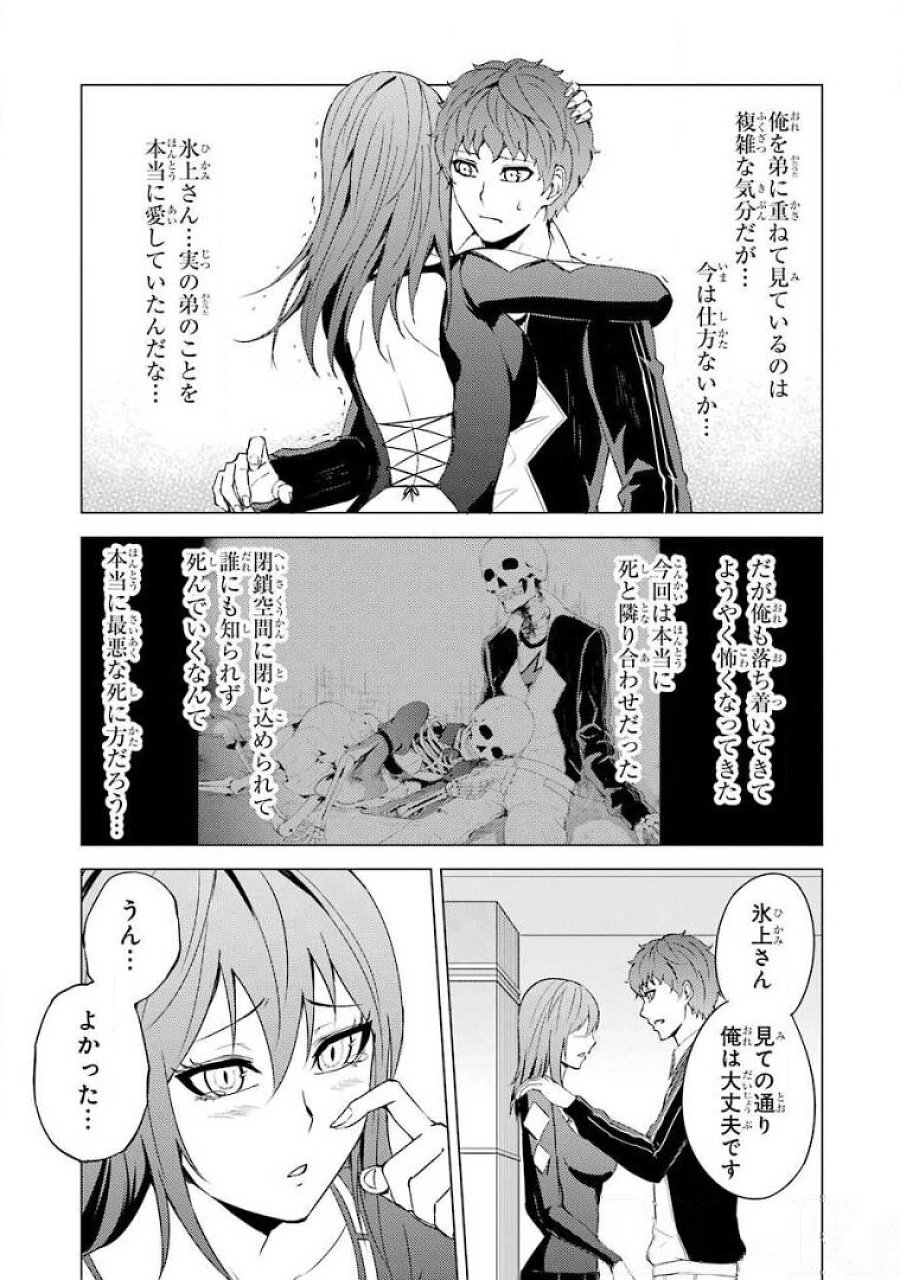 俺を弟に重ねて見ているのは
複雑な気分だが…
今は仕方ないか…
氷上さん…実の弟のことを
本当に愛していたんだな…
だが俺も落ち着いてきて
ようやく怖くなってきた
今回は本当に
死と隣り合わせだった
閉鎖空間に閉じ込められて
誰にも知られず
死んでいくなんて
本当に最悪な死に方だろう…
氷上さん
見ての通り
俺は大丈夫です
うん…
よかった…